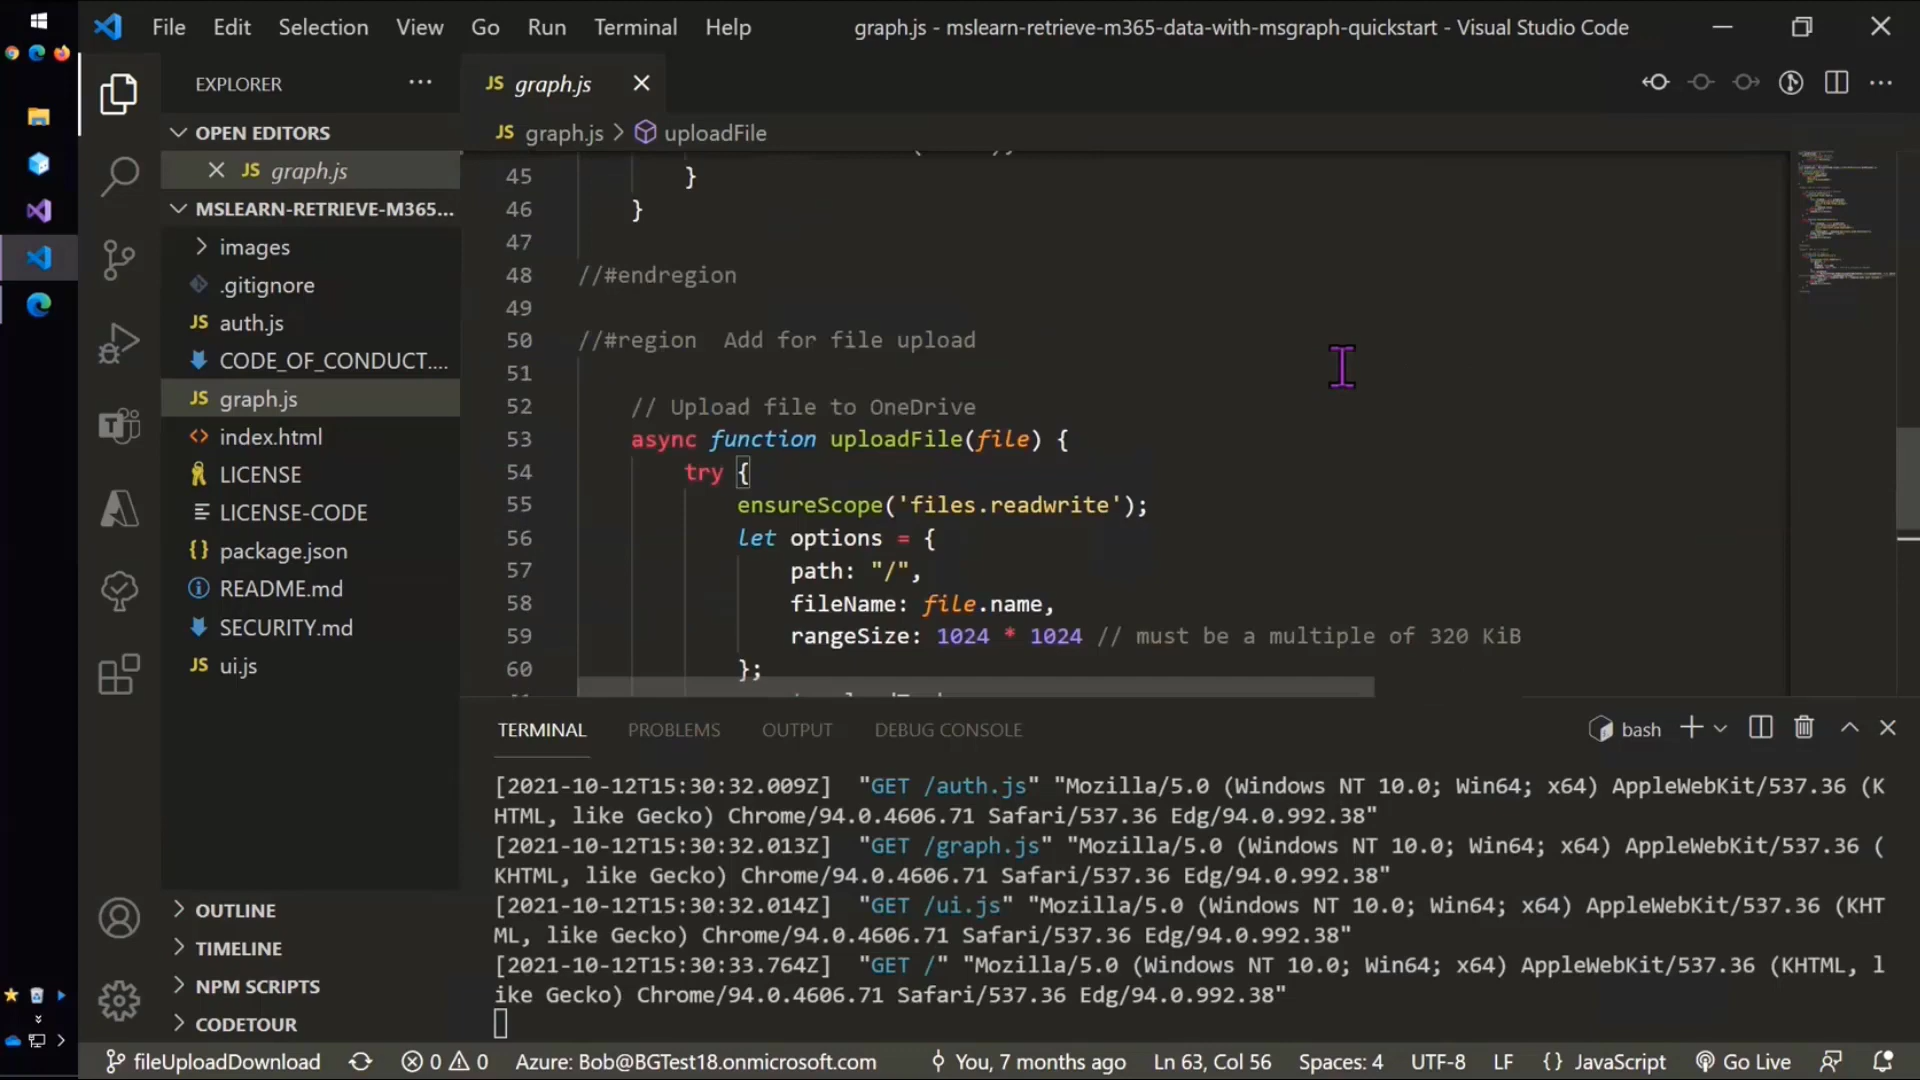 File Edit Selection View Go Run Terminal Help
graph.js - mslearn-retrieve-m365-data-with-msgraph-quickstart - Visual Studio Code
EXPLORER
OPEN EDITORS
JS graph.js
MSLEARN-RETRIEVE-M365...
images
.gitignore
JS auth.js
CODE_OF_CONDUCT....
JS graph.js
<> index.html
LICENSE
LICENSE-CODE
{} package.json
README.md
SECURITY.md
JS ui.js
OUTLINE
TIMELINE
NPM SCRIPTS
CODETOUR
JS graph.js
JS graph.js > uploadFile
45 }
46 }
47
48 //#endregion
49
50 //#region  Add for file upload
51
52 // Upload file to OneDrive
53 async function uploadFile(file) {
54 try {
55 ensureScope('files.readwrite');
56 let options = {
57 path: "/",
58 fileName: file.name,
59 rangeSize: 1024 * 1024 // must be a multiple of 320 KiB
60 };
TERMINAL PROBLEMS OUTPUT DEBUG CONSOLE
bash
[2021-10-12T15:30:32.009Z]  "GET /auth.js" "Mozilla/5.0 (Windows NT 10.0; Win64; x64) AppleWebKit/537.36 (K
HTML, like Gecko) Chrome/94.0.4606.71 Safari/537.36 Edg/94.0.992.38"
[2021-10-12T15:30:32.013Z]  "GET /graph.js" "Mozilla/5.0 (Windows NT 10.0; Win64; x64) AppleWebKit/537.36 (
KHTML, like Gecko) Chrome/94.0.4606.71 Safari/537.36 Edg/94.0.992.38"
[2021-10-12T15:30:32.014Z]  "GET /ui.js" "Mozilla/5.0 (Windows NT 10.0; Win64; x64) AppleWebKit/537.36 (KHT
ML, like Gecko) Chrome/94.0.4606.71 Safari/537.36 Edg/94.0.992.38"
[2021-10-12T15:30:33.764Z]  "GET /" "Mozilla/5.0 (Windows NT 10.0; Win64; x64) AppleWebKit/537.36 (KHTML, l
ike Gecko) Chrome/94.0.4606.71 Safari/537.36 Edg/94.0.992.38"
fileUploadDownload 0 0 Azure: Bob@BGTest18.onmicrosoft.com You, 7 months ago Ln 63, Col 56 Spaces: 4 UTF-8 LF {} JavaScript Go Live